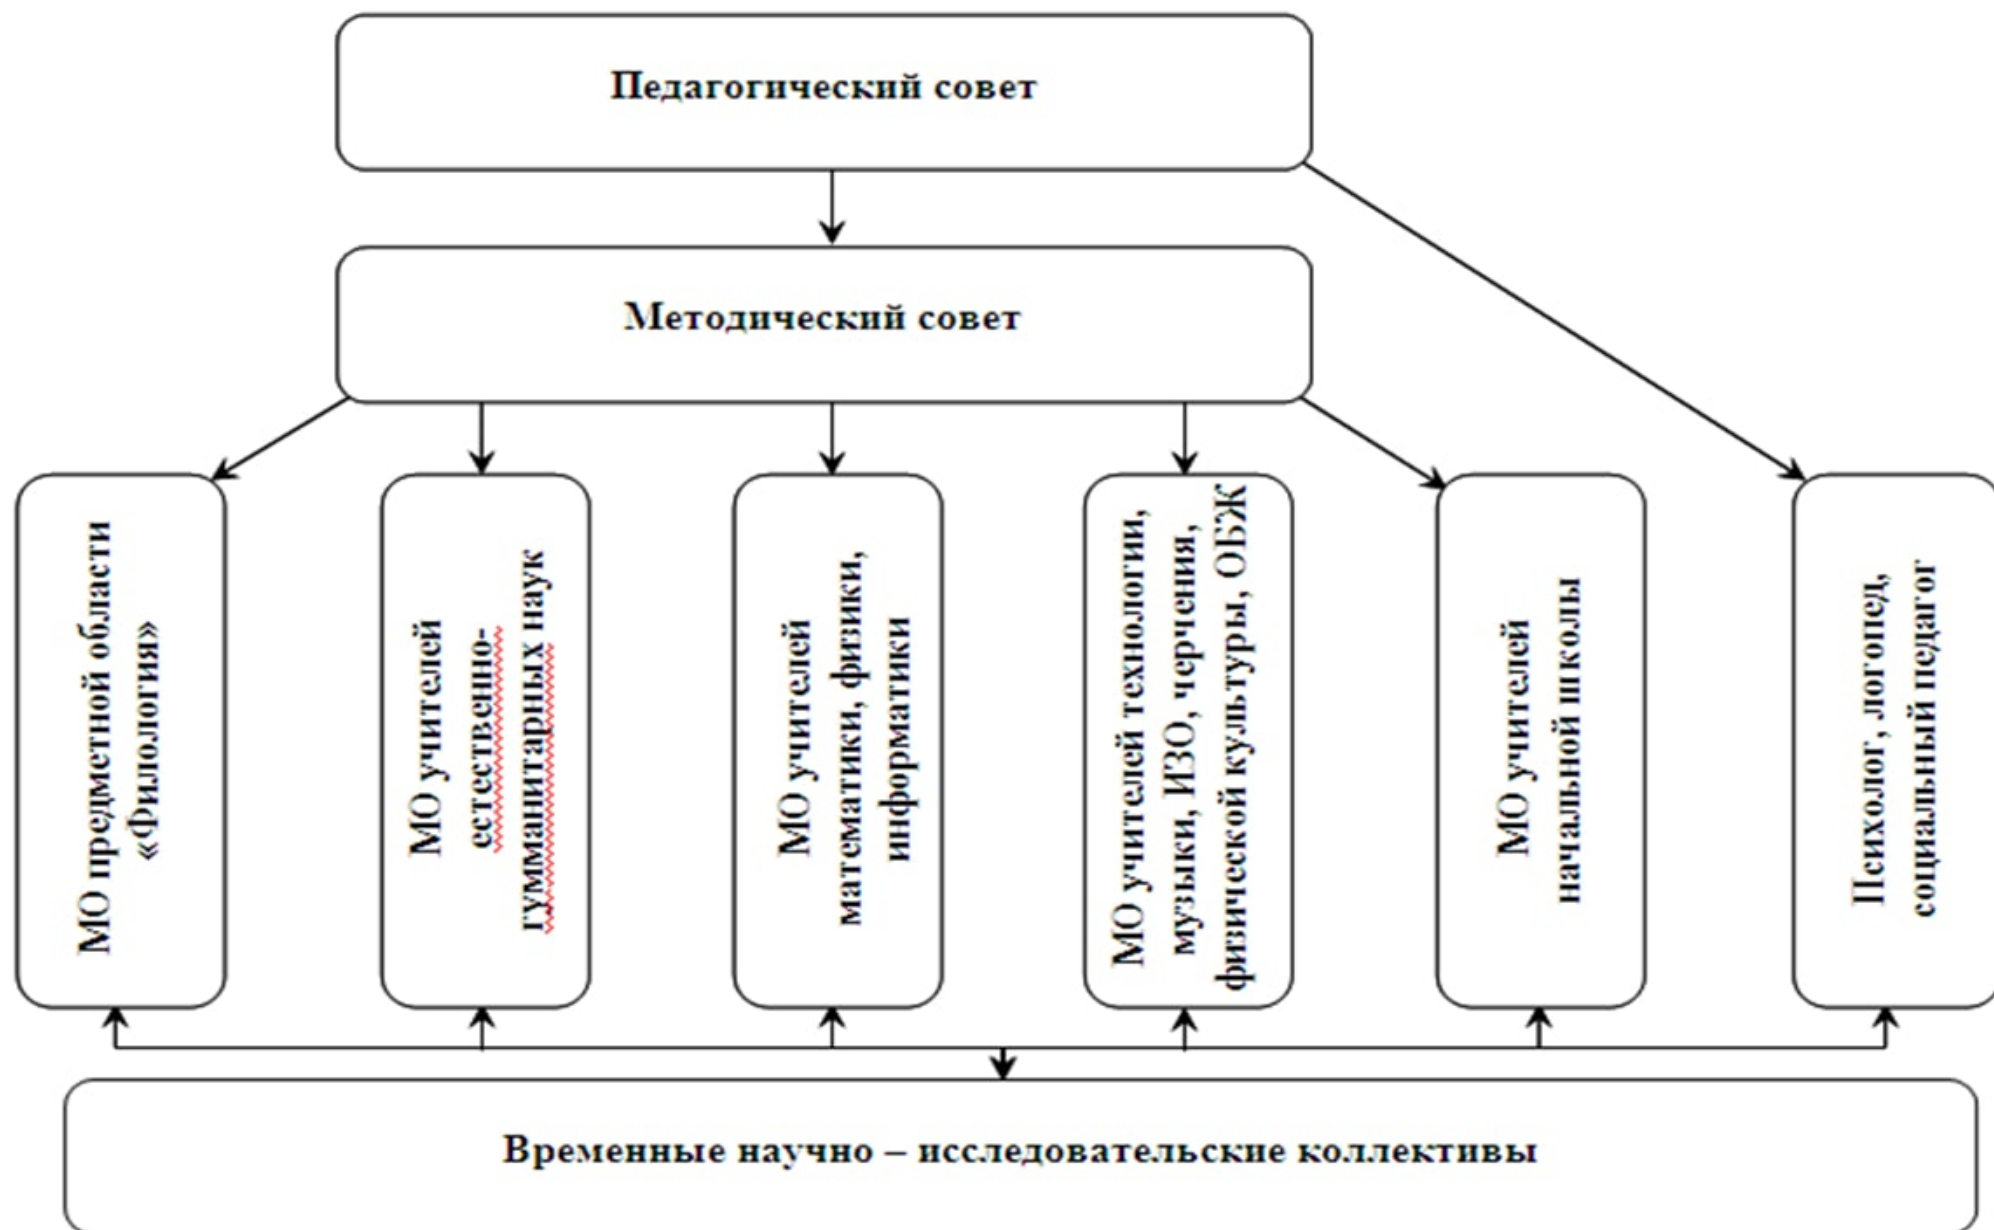 Педагогический совет
Методический совет
МО предметной области
«Филология»
МО учителей
естественно-
гумманитарных наук
МО учителей
математики, физики,
информатики
МО учителей технологии,
музыки, ИЗО, черчения,
физической культуры, ОБЖ
МО учителей
начальной школы
Психолог, логопед,
социальный педагог
Временные научно – исследовательские коллективы